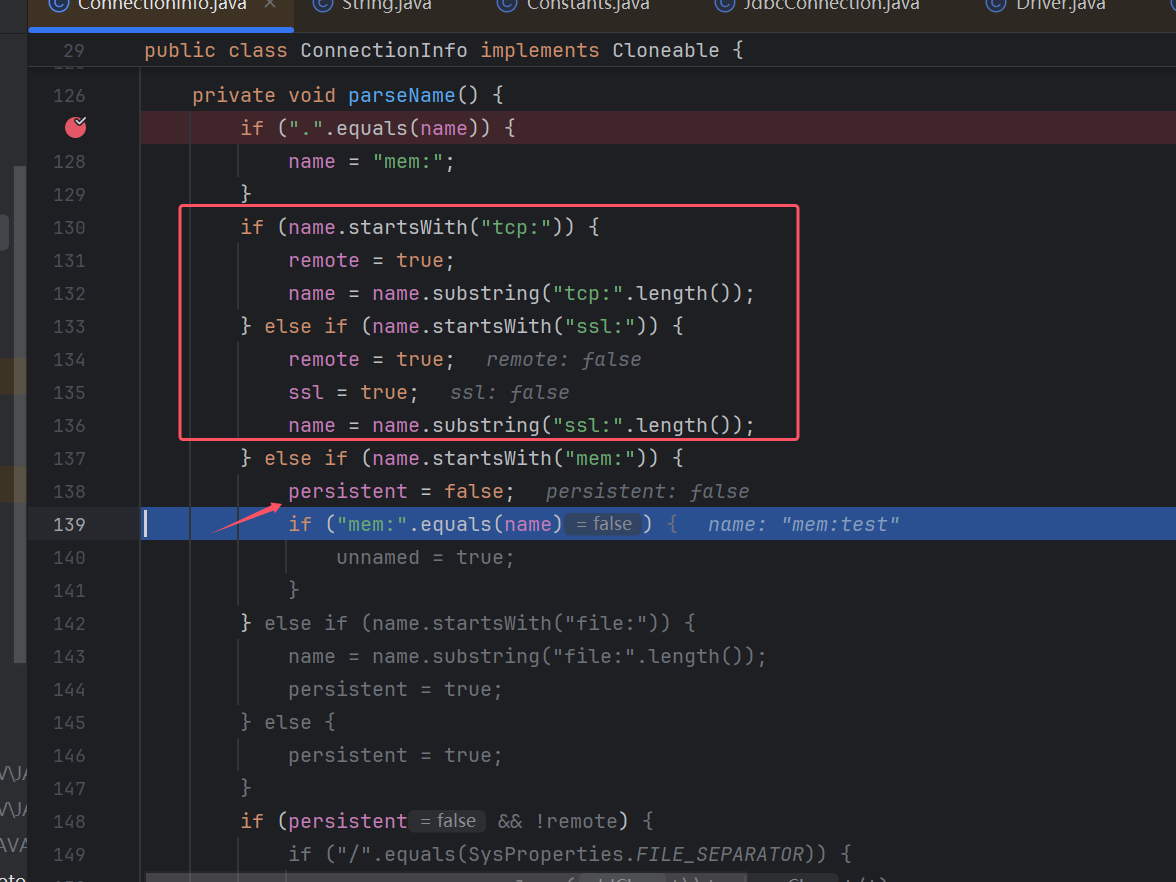 ConnectionInfo.java × String.java Constants.java JdbcConnection.java Driver.java
29 public class ConnectionInfo implements Cloneable {
126 private void parseName() {
if (".".equals(name)) {
128 name = "mem:";
129 }
130 if (name.startsWith("tcp:")) {
131 remote = true;
132 name = name.substring("tcp:".length());
133 } else if (name.startsWith("ssl:")) {
134 remote = true; remote: false
135 ssl = true; ssl: false
136 name = name.substring("ssl:".length());
137 } else if (name.startsWith("mem:")) {
138 persistent = false; persistent: false
139 if ("mem:".equals(name) = false ) { name: "mem:test"
140 unnamed = true;
141 }
142 } else if (name.startsWith("file:")) {
143 name = name.substring("file:".length());
144 persistent = true;
145 } else {
146 persistent = true;
147 }
148 if (persistent = false && !remote) {
149 if ("/".equals(SysProperties.FILE_SEPARATOR)) {